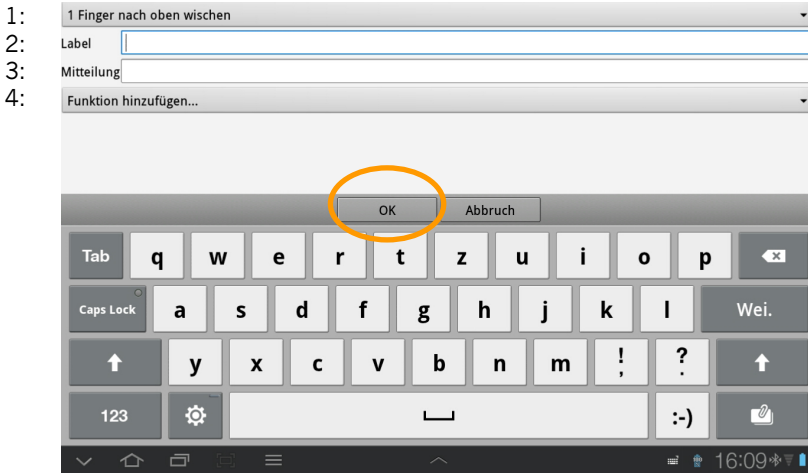 1: 1 Finger nach oben wischen
2: Label
3: Mitteilung
4: Funktion hinzufügen...
OK Abbruch
Tab q w e r t z u i o p
Caps Lock a s d f g h j k l Wei.
y x c v b n m ! , ? .
123 :-)
16:09